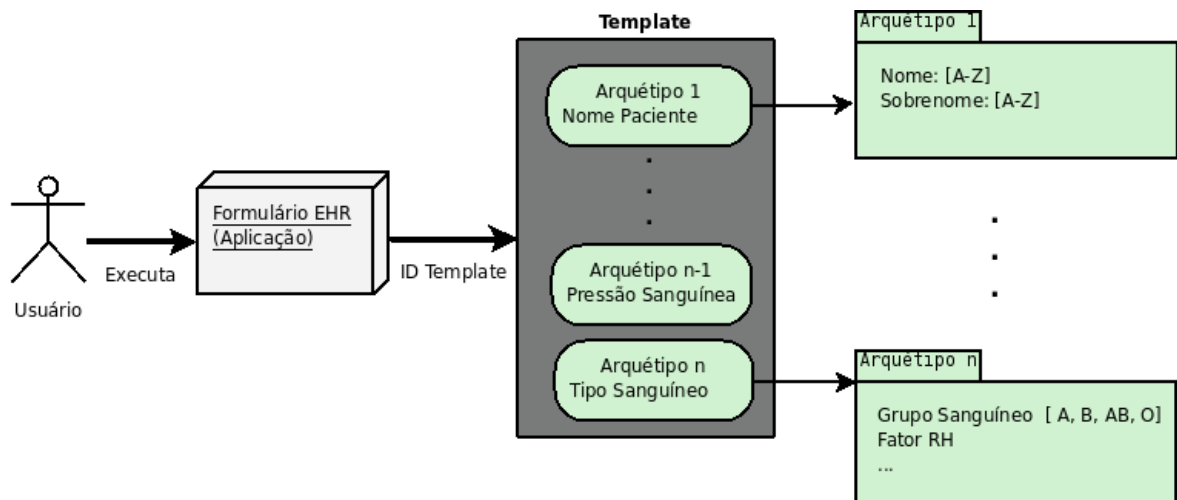 Template
Arquétipo 1
Nome Paciente
.
.
.
Arquétipo n-1
Pressão Sanguínea
Arquétipo n
Tipo Sanguíneo
Usuário
Executa
Formulário EHR
(Aplicação)
ID Template
Arquétipo 1
Nome: [A-Z]
Sobrenome: [A-Z]
.
.
.
Arquétipo n
Grupo Sanguíneo [ A, B, AB, O]
Fator RH
...